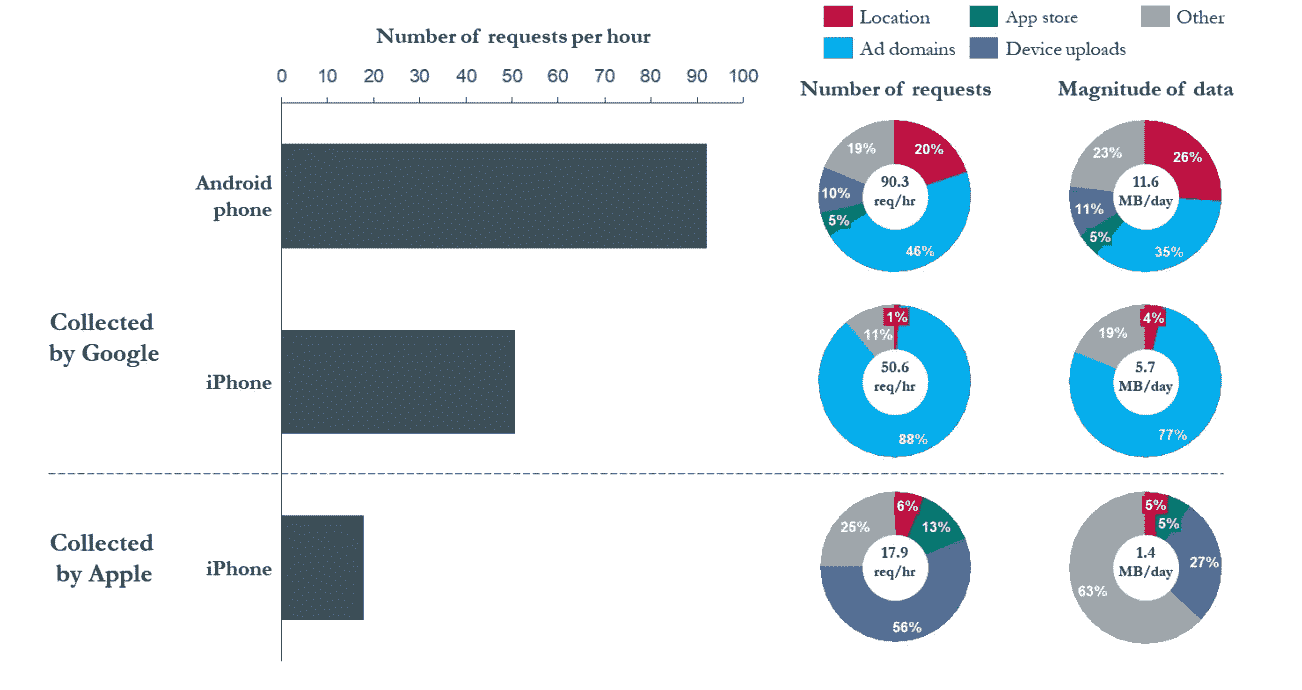 Number of requests per hour
0 10 20 30 40 50 60 70 80 90 100
Location
App store
Other
Ad domains
Device uploads
Number of requests
Magnitude of data
Collected
by Google
Android
phone
19%
20%
10%
5%
46%
90.3
req/hr
23%
26%
11%
5%
35%
11.6
MB/day
iPhone
1%
11%
88%
50.6
req/hr
4%
19%
77%
5.7
MB/day
Collected
by Apple
iPhone
6%
25%
13%
56%
17.9
req/hr
5%
5%
27%
63%
1.4
MB/day